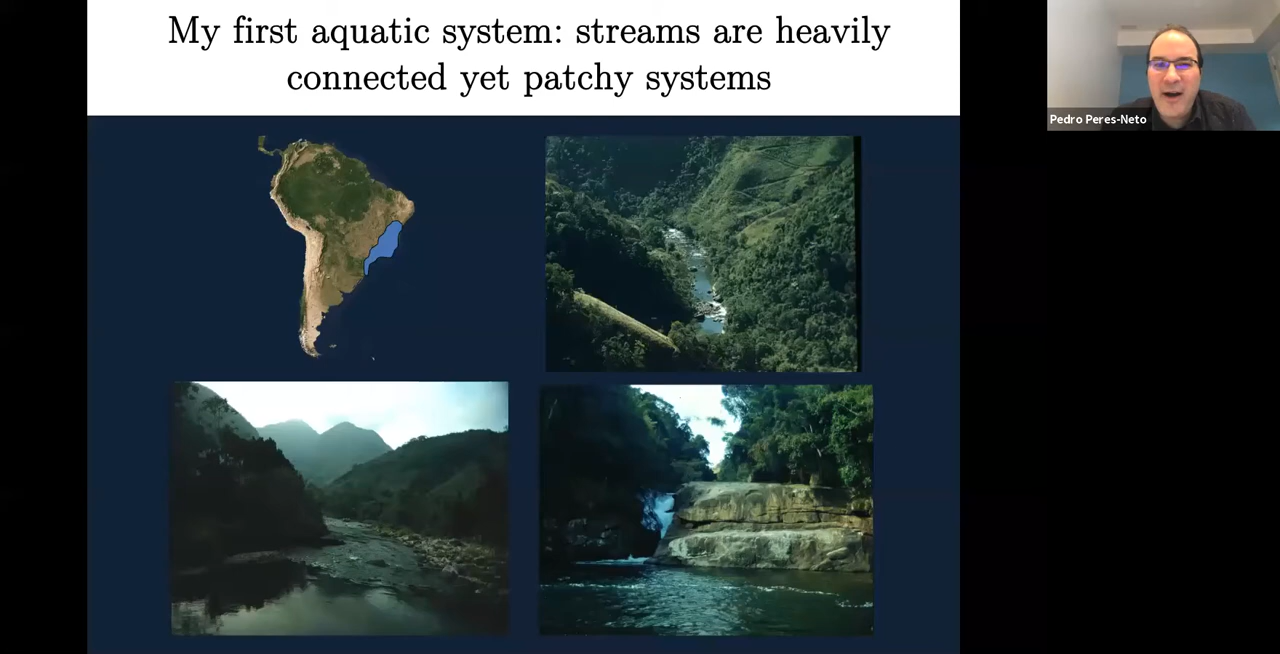 My first aquatic system: streams are heavily
connected yet patchy systems
Pedro Peres-Neto